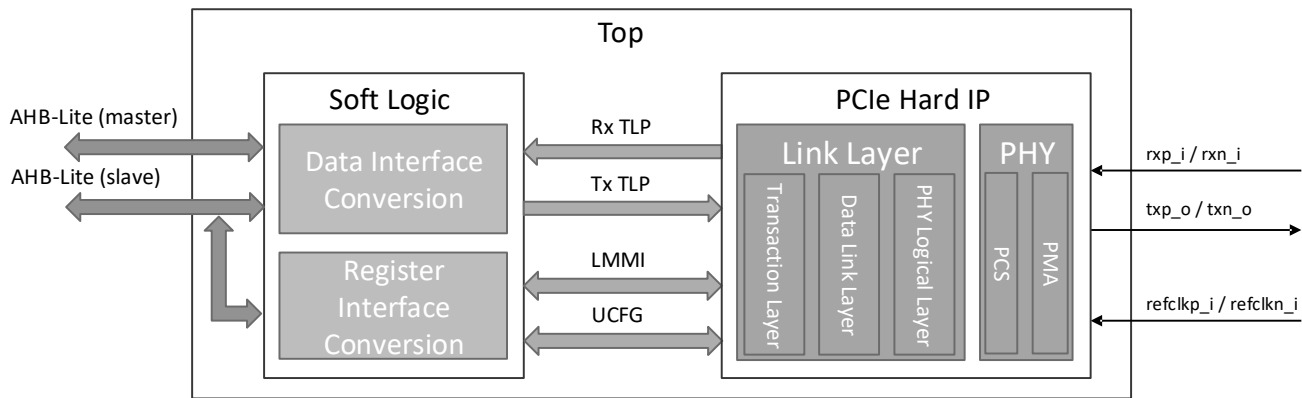 Top
Soft Logic
PCIe Hard IP
AHB-Lite (master)
AHB-Lite (slave)
Data Interface
Conversion
Register
Interface
Conversion
Rx TLP
Tx TLP
LMMI
UCFG
Link Layer
Transaction Layer
Data Link Layer
PHY Logical Layer
PHY
PCS
PMA
rxp_i / rxn_i
txp_o / txn_o
refclkp_i / refclkn_i